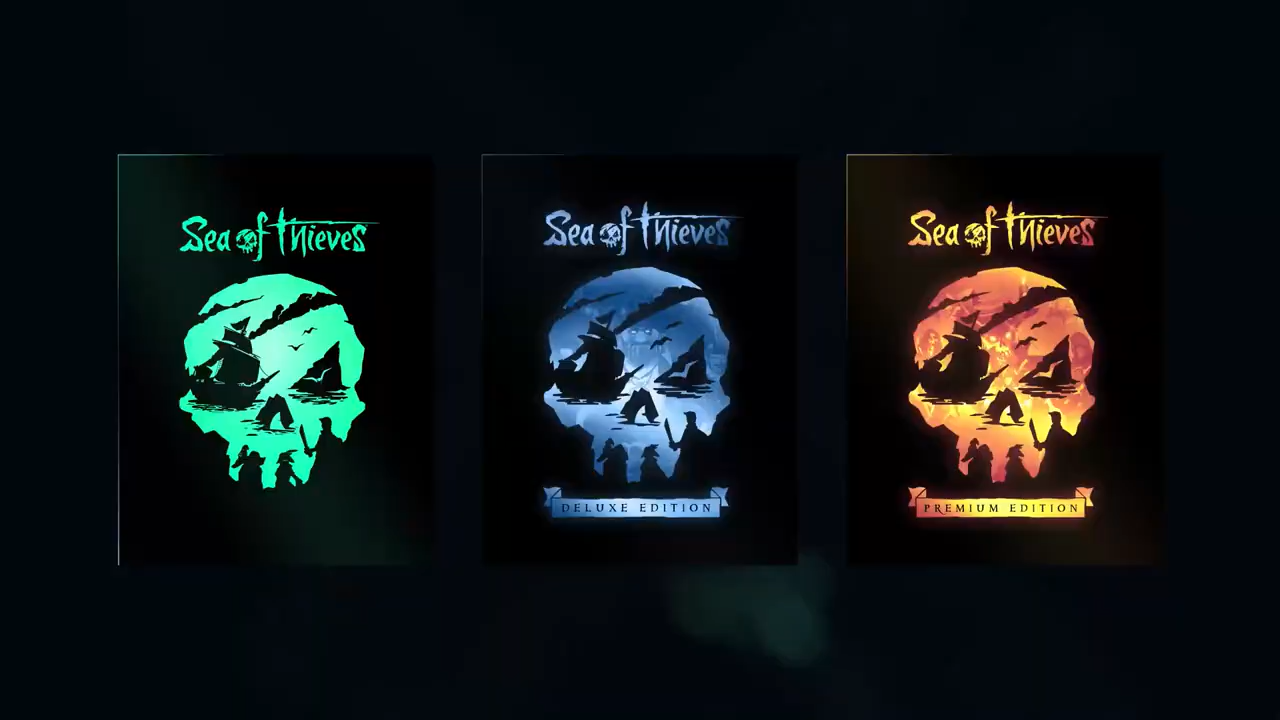 Sea of Thieves
Sea of Thieves
DELUXE EDITION
Sea of Thieves
PREMIUM EDITION